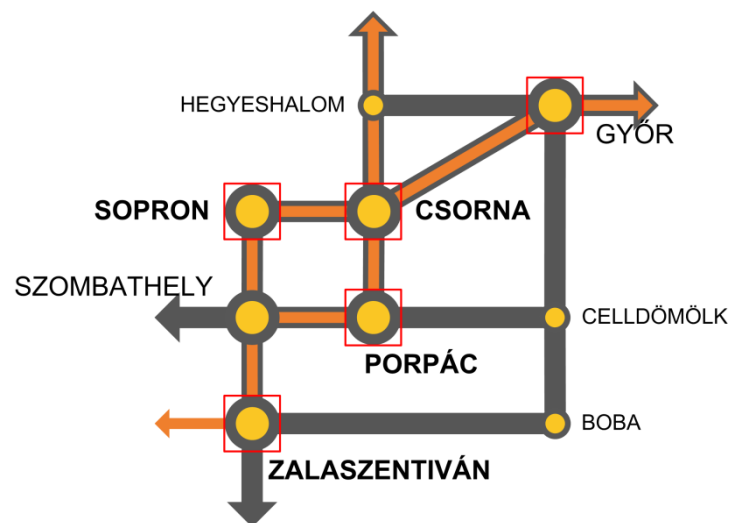 HEGYESHALOM
GYŐR
SOPRON
CSORNA
SZOMBATHELY
CELLDÖMÖLK
PORPÁC
BOBA
ZALASZENTIVÁN